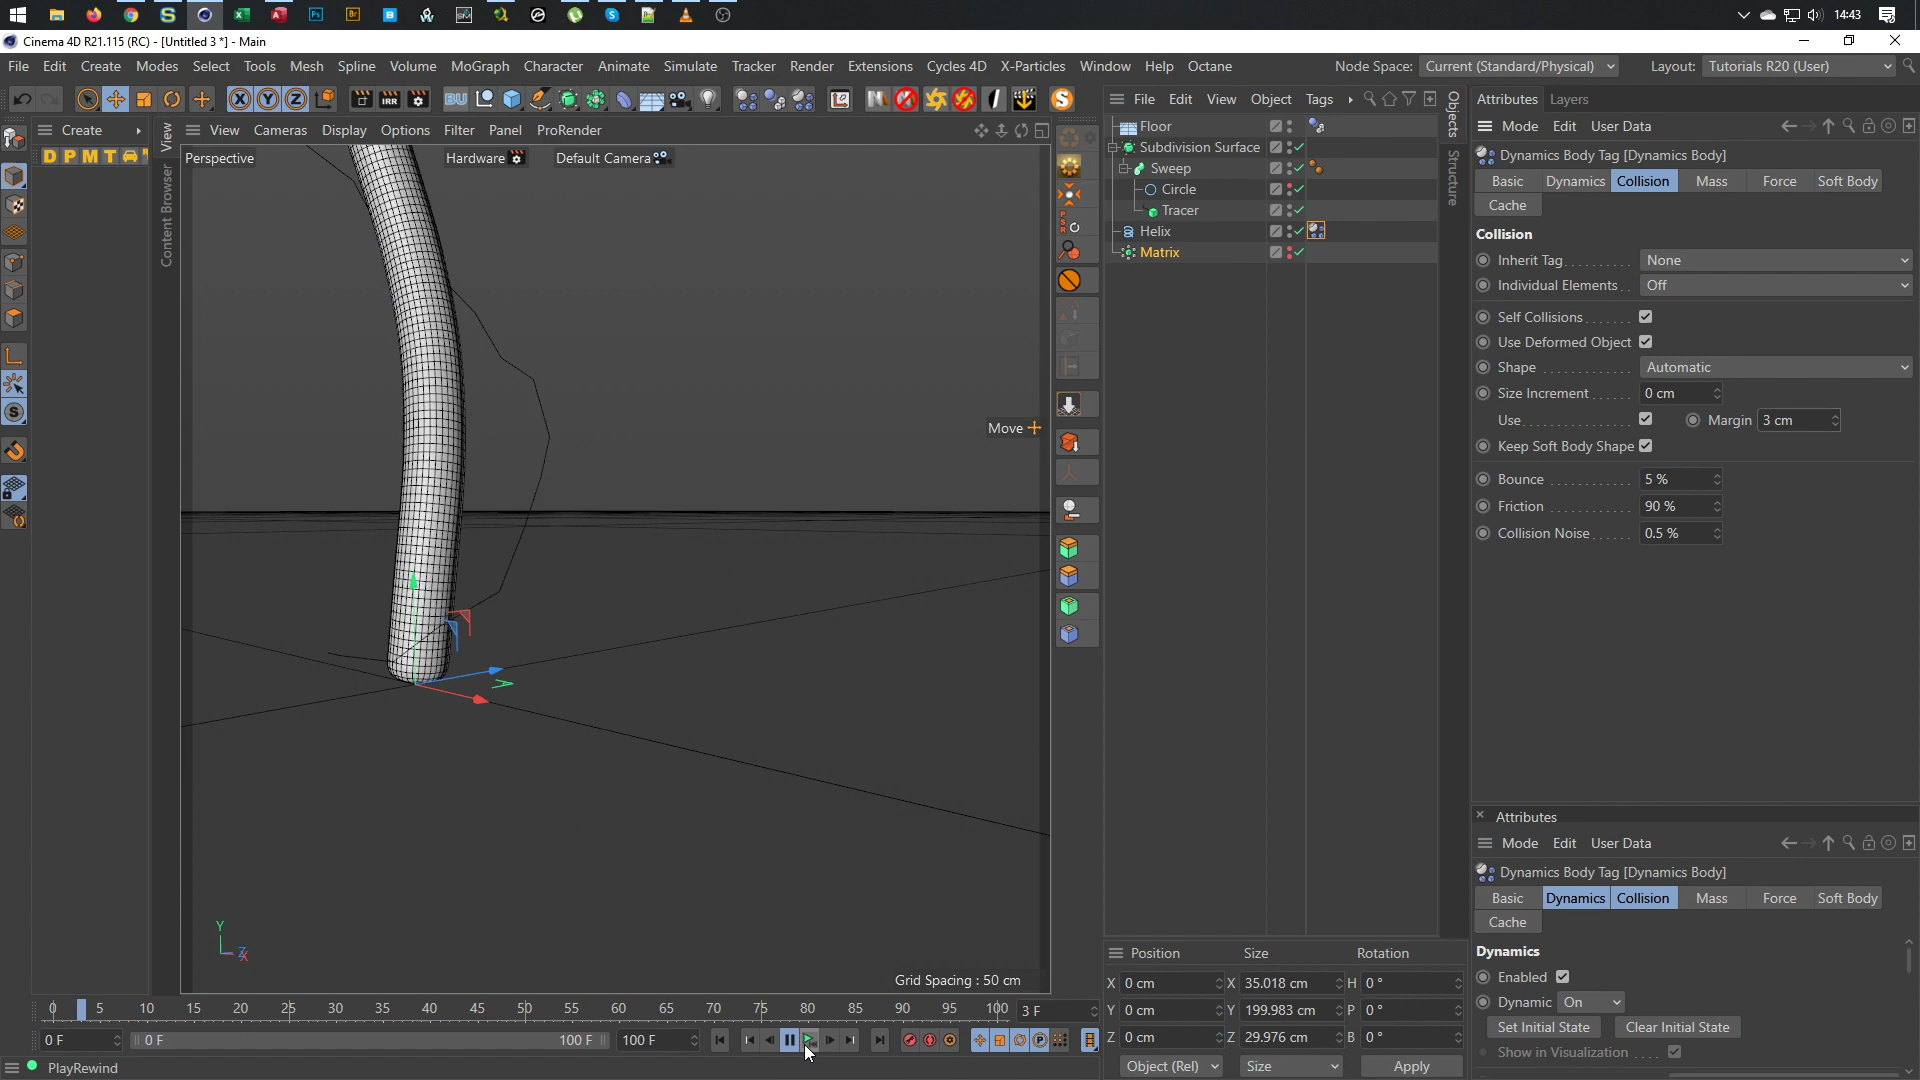 14:43
Cinema 4D R21.115 (RC) - [Untitled 3 *] - Main
File Edit Create Modes Select Tools Mesh Spline Volume MoGraph Character Animate Simulate Tracker Render Extensions Cycles 4D X-Particles Window Help Octane Node Space: Current (Standard/Physical) Layout: Tutorials R20 (User)
X Y Z IRR BU S
File Edit View Object Tags
Attributes Layers
Create
D P M T
View Cameras Display Options Filter Panel ProRender
View
Content Browser
Perspective Hardware Default Camera
Move
Grid Spacing : 50 cm
Y
Z
X
PSR
Objects
Structure
Floor
Subdivision Surface
Sweep
Circle
Tracer
Helix
Matrix
Mode Edit User Data
Dynamics Body Tag [Dynamics Body]
Basic Dynamics Collision Mass Force Soft Body
Cache
Collision
Inherit Tag None
Individual Elements Off
Self Collisions
Use Deformed Object
Shape Automatic
Size Increment 0 cm
Use Margin 3 cm
Keep Soft Body Shape
Bounce 5 %
Friction 90 %
Collision Noise 0.5 %
Attributes
Mode Edit User Data
Dynamics Body Tag [Dynamics Body]
Basic Dynamics Collision Mass Force Soft Body
Cache
Dynamics
Enabled
Dynamic On
Set Initial State Clear Initial State
Show in Visualization
Position Size Rotation
X 0 cm X 35.018 cm H 0 °
Y 0 cm Y 199.983 cm P 0 °
Z 0 cm Z 29.976 cm B 0 °
Object (Rel) Size Apply
0 5 10 15 20 25 30 35 40 45 50 55 60 65 70 75 80 85 90 95 100 3 F
0 F 0 F 100 F 100 F
PlayRewind